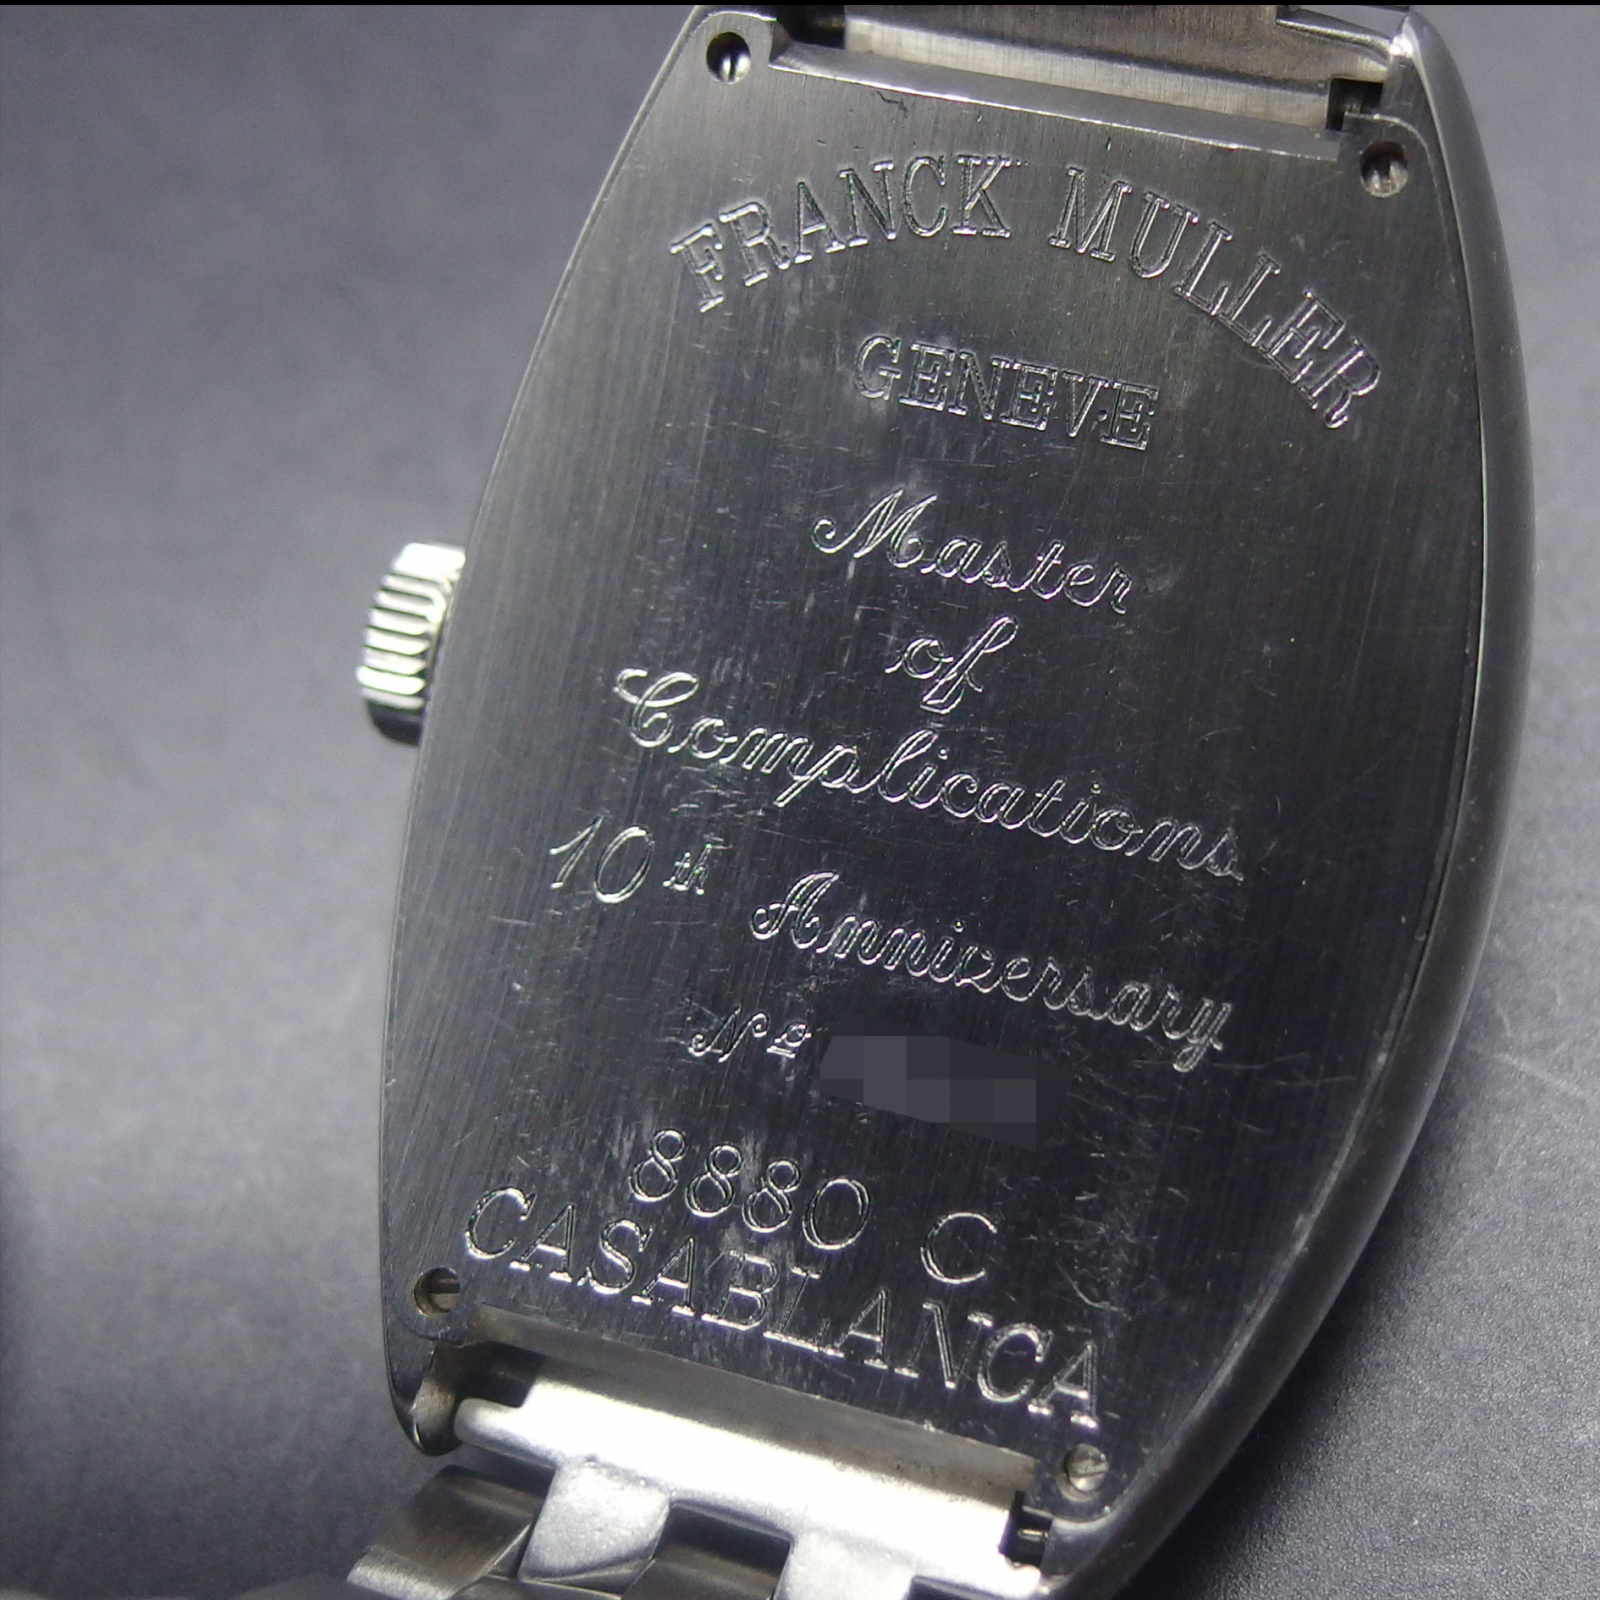 FRANCK MULLER
GENEVE
Master
of
Complications
10th Anniversary
Nº
8880 C
CASABLANCA